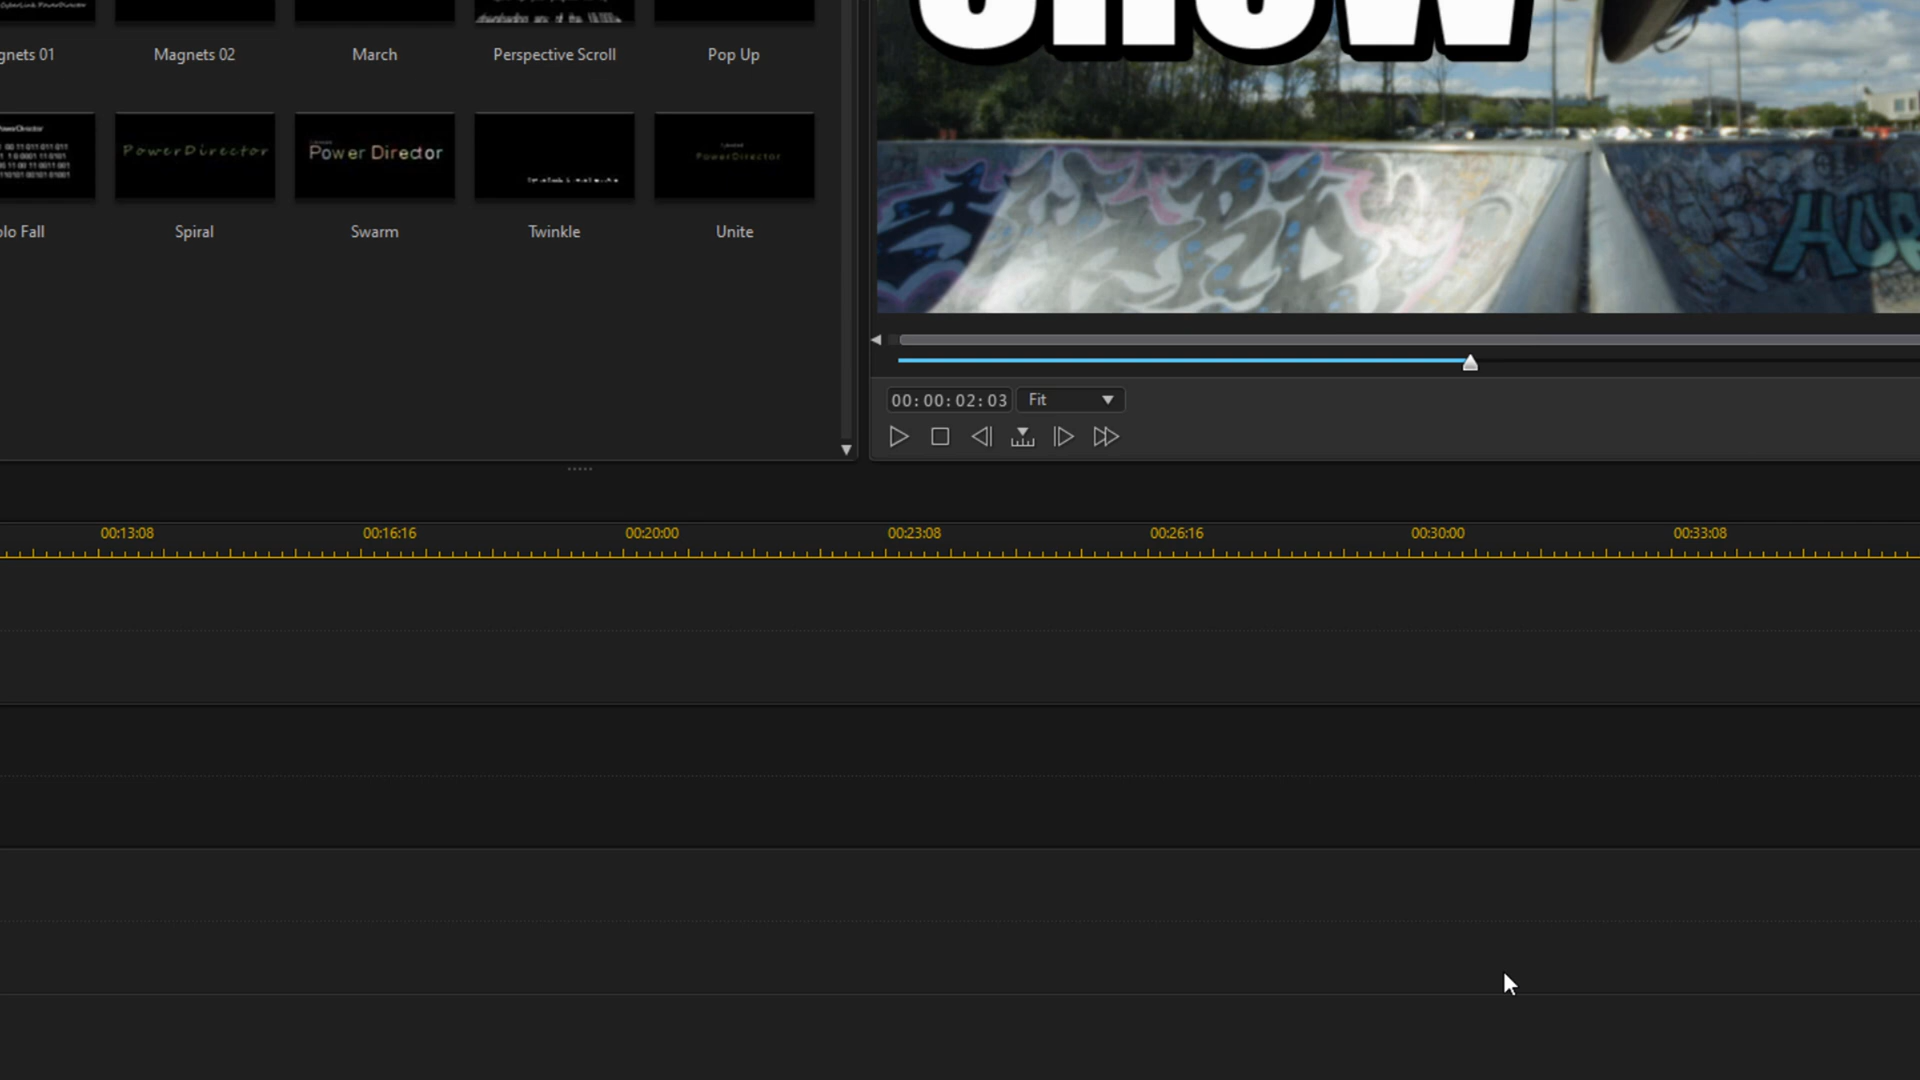 gnets 01
Magnets 02
March
Perspective Scroll
Pop Up
SHOW
PowerDirector
Power Director
PowerDirector
olo Fall
Spiral
Swarm
Twinkle
Unite
HUB
00:00:02:03
Fit
00:13:08
00:16:16
00:20:00
00:23:08
00:26:16
00:30:00
00:33:08